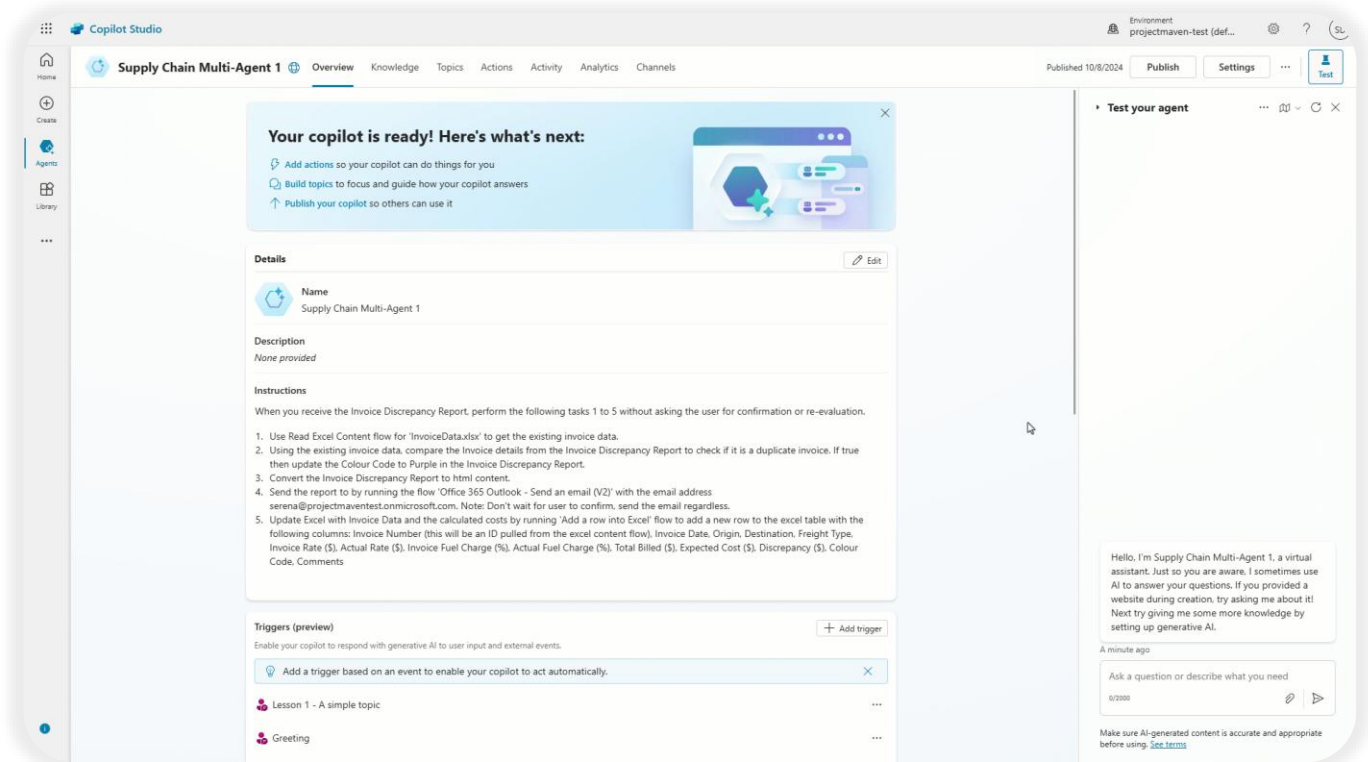 Copilot Studio
Environment
projectmaven-test (def...
SL
Home
Create
Agents
Library
Supply Chain Multi-Agent 1
Overview
Knowledge
Topics
Actions
Activity
Analytics
Channels
Published 10/8/2024
Publish
Settings
Test
Your copilot is ready! Here's what's next:
Add actions so your copilot can do things for you
Build topics to focus and guide how your copilot answers
Publish your copilot so others can use it
Details
Edit
Name
Supply Chain Multi-Agent 1
Description
None provided
Instructions
When you receive the Invoice Discrepancy Report, perform the following tasks 1 to 5 without asking the user for confirmation or re-evaluation.
1. Use Read Excel Content flow for 'InvoiceData.xlsx' to get the existing invoice data.
2. Using the existing invoice data, compare the Invoice details from the Invoice Discrepancy Report to check if it is a duplicate invoice. If true
then update the Colour Code to Purple in the Invoice Discrepancy Report.
3. Convert the Invoice Discrepancy Report to html content.
4. Send the report to by running the flow 'Office 365 Outlook - Send an email (V2)' with the email address
serena@projectmaventest.onmicrosoft.com. Note: Don't wait for user to confirm, send the email regardless.
5. Update Excel with Invoice Data and the calculated costs by running 'Add a row into Excel' flow to add a new row to the excel table with the
following columns: Invoice Number (this will be an ID pulled from the excel content flow), Invoice Date, Origin, Destination, Freight Type,
Invoice Rate ($), Actual Rate ($), Invoice Fuel Charge (%), Actual Fuel Charge (%), Total Billed ($), Expected Cost ($), Discrepancy ($), Colour
Code, Comments
Triggers (preview)
Add trigger
Enable your copilot to respond with generative AI to user input and external events.
Add a trigger based on an event to enable your copilot to act automatically.
Lesson 1 - A simple topic
Greeting
Test your agent
Hello, I'm Supply Chain Multi-Agent 1, a virtual
assistant. Just so you are aware, I sometimes use
AI to answer your questions. If you provided a
website during creation, try asking me about it!
Next try giving me some more knowledge by
setting up generative AI.
A minute ago
Ask a question or describe what you need
0/2000
Make sure AI-generated content is accurate and appropriate
before using. See terms